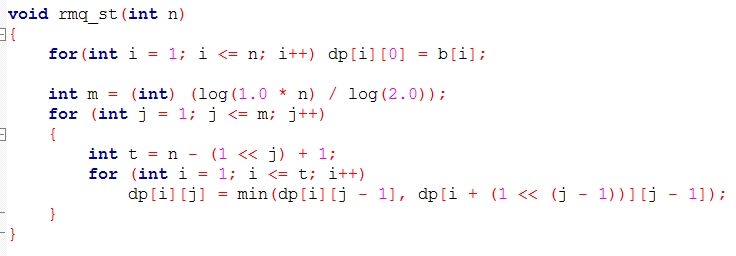 void rmq_st(int n)
{
for(int i = 1; i <= n; i++) dp[i][0] = b[i];
int m = (int) (log(1.0 * n) / log(2.0));
for (int j = 1; j <= m; j++)
{
int t = n - (1 << j) + 1;
for (int i = 1; i <= t; i++)
dp[i][j] = min(dp[i][j - 1], dp[i + (1 << (j - 1))][j - 1]);
}
}